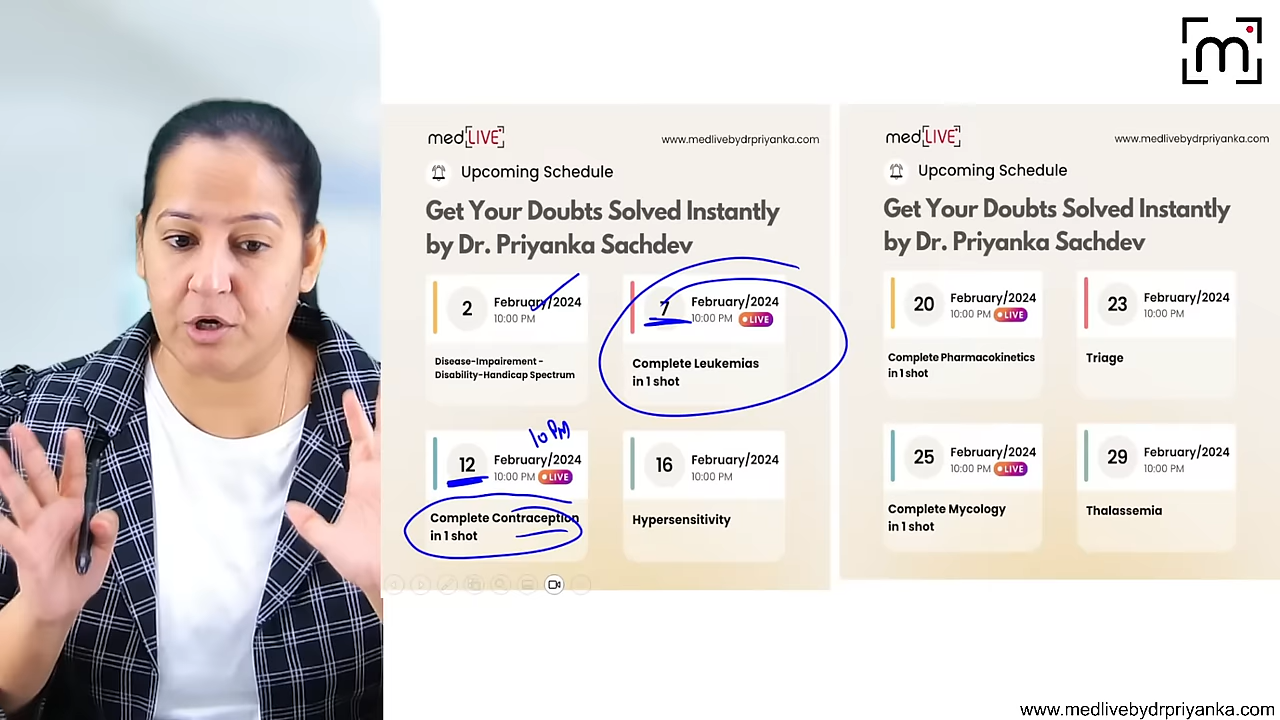 m
med[LIVE]
www.medlivebydrpriyanka.com
Upcoming Schedule
Get Your Doubts Solved Instantly
by Dr. Priyanka Sachdev
2
February/2024
10:00 PM
Disease-Impairment -
Disability-Handicap Spectrum
7
February/2024
10:00 PM LIVE
Complete Leukemias
in 1 shot
10 PM
12
February/2024
10:00 PM LIVE
Complete Contraception
in 1 shot
16
February/2024
10:00 PM
Hypersensitivity
med[LIVE]
www.medlivebydrpriyanka.com
Upcoming Schedule
Get Your Doubts Solved Instantly
by Dr. Priyanka Sachdev
20
February/2024
10:00 PM LIVE
Complete Pharmacokinetics
in 1 shot
23
February/2024
10:00 PM
Triage
25
February/2024
10:00 PM LIVE
Complete Mycology
in 1 shot
29
February/2024
10:00 PM
Thalassemia
www.medlivebydrpriyanka.com